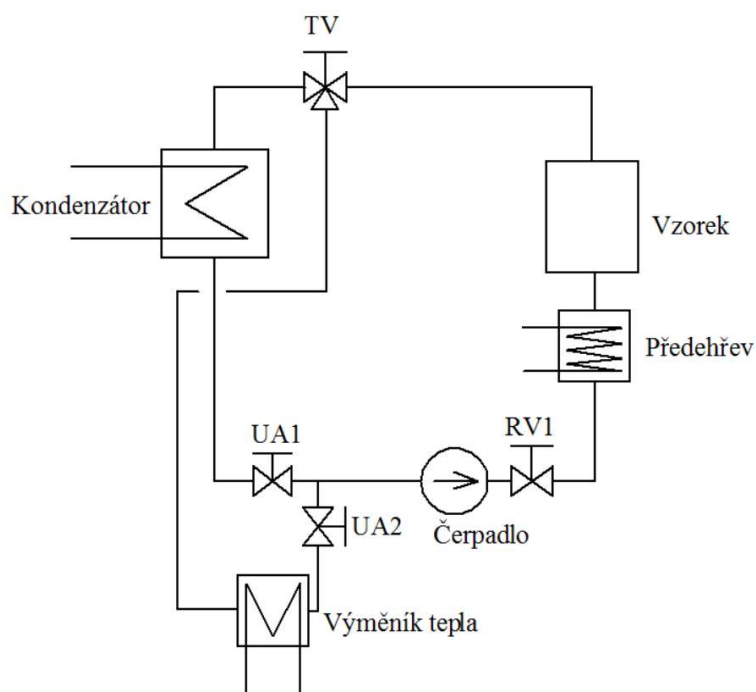 TV
Kondenzátor
Vzorek
Předehřev
UA1
RV1
UA2
Čerpadlo
Výměník tepla